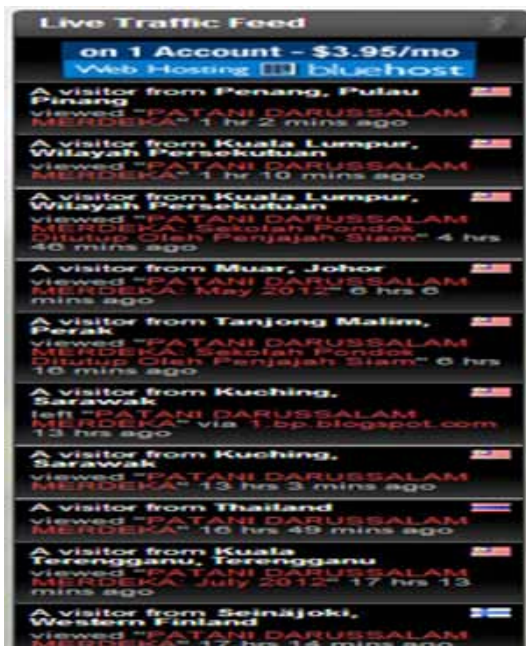 Live Traffic Feed
on 1 Account - $3.95/mo
Web Hosting bluehost
A visitor from Penang, Pulau
Pinang
viewed "PATANI DARUSSALAM
MERDEKA" 1 hr 2 mins ago
A visitor from Kuala Lumpur,
Wilayah Persekutuan
viewed "PATANI DARUSSALAM
MERDEKA" 1 hr 10 mins ago
A visitor from Kuala Lumpur,
Wilayah Persekutuan
viewed "PATANI DARUSSALAM
MERDEKA: Sekolah Pondok
Ditutup Oleh Penjajah Siam" 4 hrs
46 mins ago
A visitor from Muar, Johor
viewed "PATANI DARUSSALAM
MERDEKA: May 2012" 6 hrs 6
mins ago
A visitor from Tanjong Malim,
Perak
viewed "PATANI DARUSSALAM
MERDEKA: Sekolah Pondok
Ditutup Oleh Penjajah Siam" 6 hrs
16 mins ago
A visitor from Kuching,
Sarawak
left "PATANI DARUSSALAM
MERDEKA" via 1.bp.blogspot.com
13 hrs ago
A visitor from Kuching,
Sarawak
viewed "PATANI DARUSSALAM
MERDEKA" 13 hrs 3 mins ago
A visitor from Thailand
viewed "PATANI DARUSSALAM
MERDEKA" 16 hrs 49 mins ago
A visitor from Kuala
Terengganu, Terengganu
viewed "PATANI DARUSSALAM
MERDEKA: July 2012" 17 hrs 13
mins ago
A visitor from Seinäjoki,
Western Finland
viewed "PATANI DARUSSALAM
MERDEKA" 17 hrs 14 mins ago